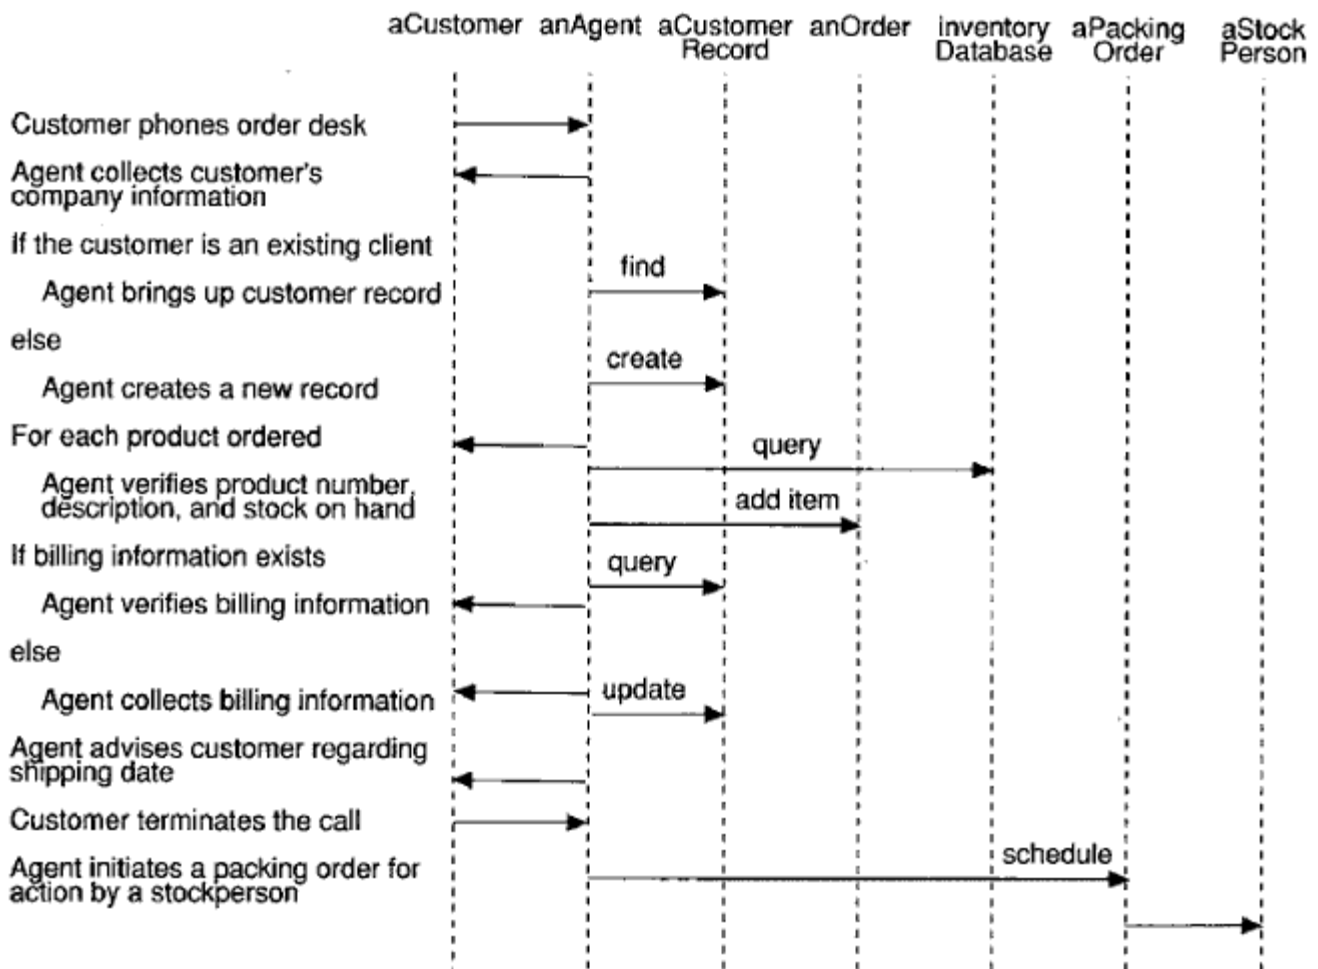 aCustomer anAgent aCustomer anOrder inventory aPacking aStock
Record Database Order Person
Customer phones order desk
Agent collects customer's
company information
If the customer is an existing client
find
Agent brings up customer record
else
create
Agent creates a new record
For each product ordered
query
Agent verifies product number,
description, and stock on hand
add item
If billing information exists
query
Agent verifies billing information
else
update
Agent collects billing information
Agent advises customer regarding
shipping date
Customer terminates the call
schedule
Agent initiates a packing order for
action by a stockperson